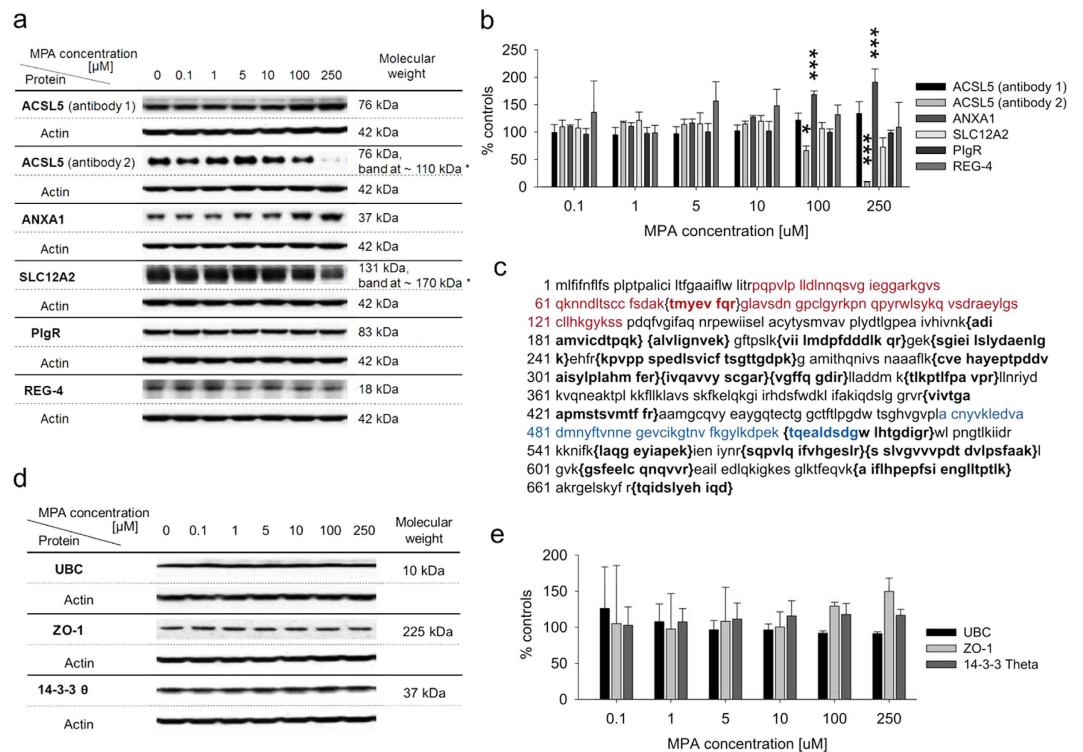 a
MPA concentration
[µM]
Protein
0 0.1 1 5 10 100 250
Molecular
weight
ACSL5 (antibody 1)
76 kDa
Actin
42 kDa
ACSL5 (antibody 2)
76 kDa,
band at ~ 110 kDa *
Actin
42 kDa
ANXA1
37 kDa
Actin
42 kDa
SLC12A2
131 kDa,
band at ~ 170 kDa *
Actin
42 kDa
PIgR
83 kDa
Actin
42 kDa
REG-4
18 kDa
Actin
42 kDa
b
% controls
250
200
150
100
50
0
***
*
***
***
0.1 1 5 10 100 250
MPA concentration [uM]
ACSL5 (antibody 1)
ACSL5 (antibody 2)
ANXA1
SLC12A2
PIgR
REG-4
c
1 mlfifnflfs plptpalici ltfgaaiflw litrpqpvlp lldlnnqsvg ieggarkgvs
61 qknndltscc fsdak{tmyev fqr}glavsdn gpclgyrkpn qpyrwlsykq vsdraeylgs
121 cllhkgykss pdqfvgifaq nrpewiisel acytysmvav plydtlgpea ivhivnk{adi
181 amvicdtpqk} {alvlignvek} gftpslk{vii lmdpfdddlk qr}gek{sgiei lslydaenlg
241 k}ehfr{kpvpp spedlsvicf tsgttgdpk}g amithqnivs naaaflk{cve hayeptpddv
301 aisylplahm fer}{ivqavvy scgar}{vgffq gdir}lladdm k{tlkptlfpa vpr}llnriyd
361 kvqneaktpl kkfllklavs skfkelqkgi irhdsfwdkl ifakiqdslg grvr{vivtga
421 apmstsvmtf fr}aamgcqvy eaygqtectg gctftlpgdw tsghvgvpla cnyvkledva
481 dmnyftvnne gevcikgtnv fkgylkdpek {tqealdsdgw lhtgdigr}wl pngtlkiidr
541 kknifk{laqg eyiapek}ien iynr{sqpvlq ifvhgeslr}{s slvgvvvpdt dvlpsfaak}l
601 gvk{gsfeelc qnqvvr}eail edlqkigkes glktfeqvk{a iflhpepfsi englltptlk}
661 akrgelskyf r{tqidslyeh iqd}
d
MPA concentration
[µM]
Protein
0 0.1 1 5 10 100 250
Molecular
weight
UBC
10 kDa
Actin
ZO-1
225 kDa
Actin
14-3-3 θ
37 kDa
Actin
e
% controls
200
150
100
50
0
0.1 1 5 10 100 250
MPA concentration [uM]
UBC
ZO-1
14-3-3 Theta